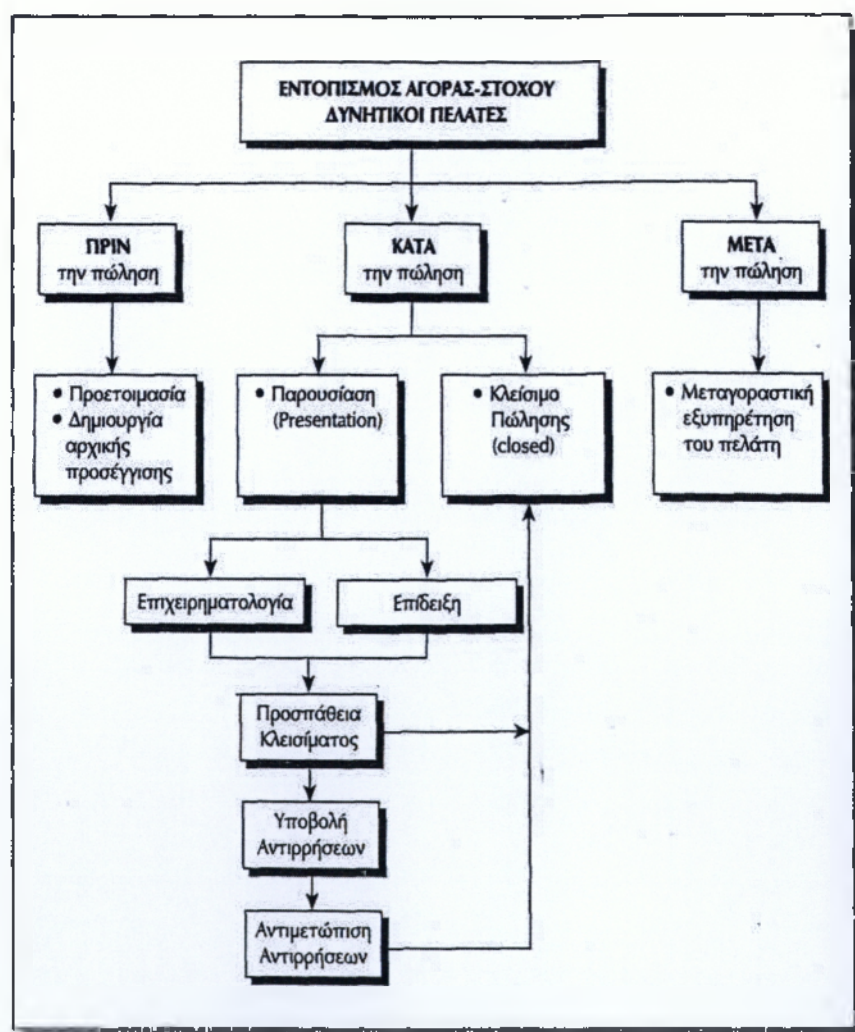 ΕΝΤΟΠΙΣΜΟΣ ΑΓΟΡΑΣ-ΣΤΟΧΟΥ
ΔΥΝΗΤΙΚΟΙ ΠΕΛΑΤΕΣ
ΠΡΙΝ
την πώληση
ΚΑΤΑ
την πώληση
ΜΕΤΑ
την πώληση
• Προετοιμασία
• Δημιουργία
αρχικής
προσέγγισης
• Παρουσίαση
(Presentation)
• Κλείσιμο
Πώλησης
(closed)
• Μεταγοραστική
εξυπηρέτηση
του πελάτη
Επιχειρηματολογία
Επίδειξη
Προσπάθεια
Κλεισίματος
Υποβολή
Αντιρρήσεων
Αντιμετώπιση
Αντιρρήσεων